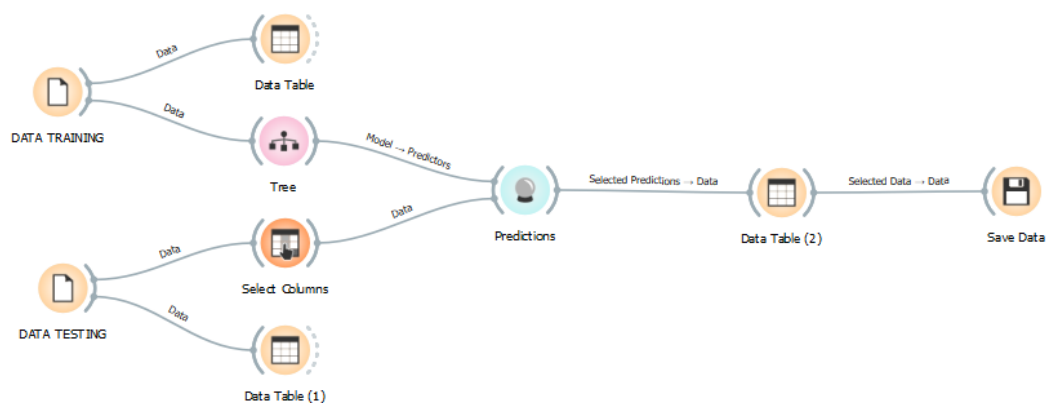 Data
Data Table
DATA TRAINING
Data
Tree
Model → Predictors
Data
Select Columns
Data
Predictions
Selected Predictions → Data
Data Table (2)
Selected Data → Data
Save Data
DATA TESTING
Data
Data Table (1)